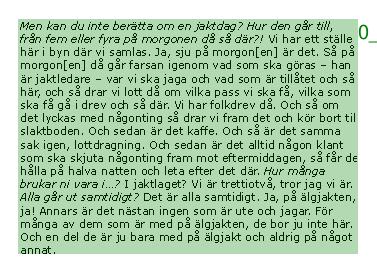 Men kan du inte berätta om en jaktdag? Hur den går till,
från fem eller fyra på morgonen då så där?! Vi har ett ställe
här i byn där vi samlas. Ja, sju på morgon[en] är det. Så på
morgon[en] då går farsan igenom vad som ska göras – han
är jaktledare – var vi ska jaga och vad som är tillåtet och så
här, och så drar vi lott då om vilka pass vi ska få, vilka som
ska få gå i drev och så där. Vi har folkdrev då. Och så om
det lyckas med någonting så drar vi fram det och kör bort till
slaktboden. Och sedan är det kaffe. Och så är det samma
sak igen, lottdragning. Och sedan är det alltid någon klant
som ska skjuta någonting fram mot eftermiddagen, så får de
hålla på halva natten och leta efter det där. Hur många
brukar ni vara i…? I jaktlaget? Vi är trettiotvå, tror jag vi är.
Alla går ut samtidigt? Det är alla samtidigt. Ja, på älgjakten,
ja! Annars är det nästan ingen som är ute och jagar. För
många av dem som är med på älgjakten, de bor ju inte här.
Och en del de är ju bara med på älgjakt och aldrig på något
annat.